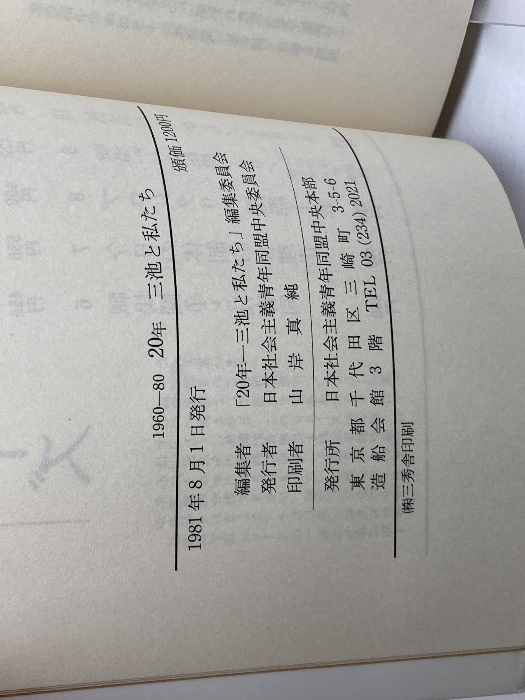 1960—80 20年 三池と私たち
頒価1200円
1981年8月1日発行
編集者 「20年—三池と私たち」編集委員会
発行者 日本社会主義青年同盟中央委員会
印刷者 山岸真純
発行所 日本社会主義青年同盟中央本部
東京都千代田区三崎町 3-5-6
造船会館3階 TEL 03 (234) 2021
㈱三秀舎印刷